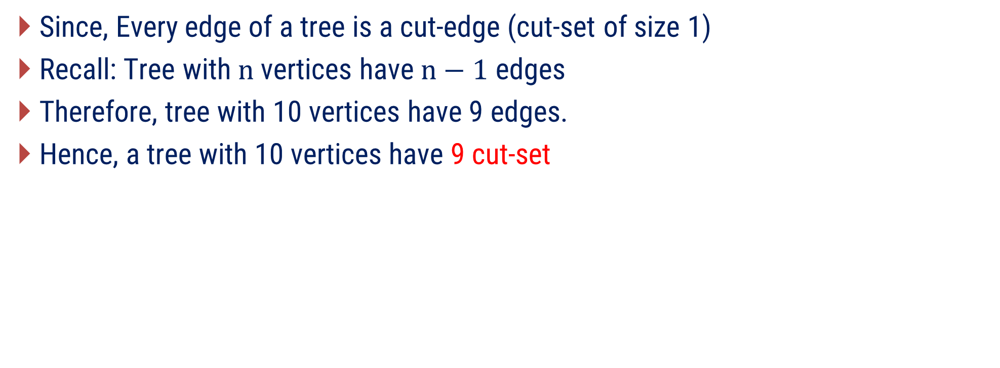 Since, Every edge of a tree is a cut-edge (cut-set of size 1)
Recall: Tree with n vertices have n − 1 edges
Therefore, tree with 10 vertices have 9 edges.
Hence, a tree with 10 vertices have 9 cut-set